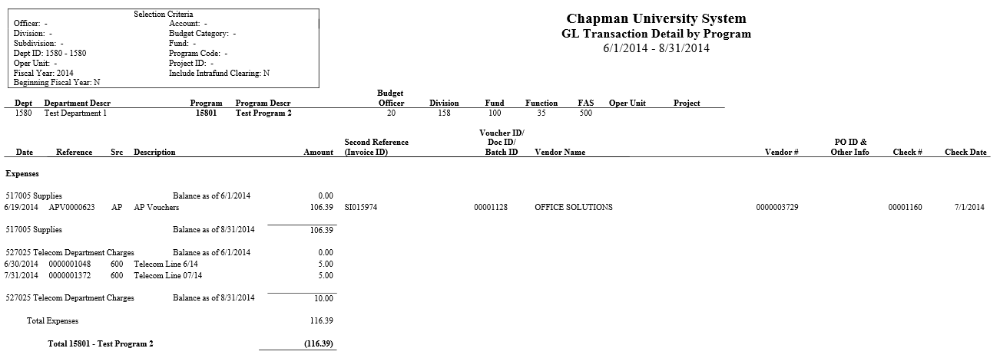 Selection Criteria
Officer: - Account: -
Division: - Budget Category: -
Subdivision: - Fund: -
Dept ID: 1580 - 1580 Program Code: -
Oper Unit: - Project ID: -
Fiscal Year: 2014 Include Intrafund Clearing: N
Beginning Fiscal Year: N
Chapman University System
GL Transaction Detail by Program
6/1/2014 - 8/31/2014
Budget
Dept Department Descr Program Program Descr Officer Division Fund Function FAS Oper Unit Project
1580 Test Department 1 15801 Test Program 2 20 158 100 35 500
Voucher ID/
Second Reference Doc ID/ PO ID &
Date Reference Src Description Amount (Invoice ID) Batch ID Vendor Name Vendor # Other Info Check # Check Date
Expenses
517005 Supplies Balance as of 6/1/2014 0.00
6/19/2014 APV0000623 AP AP Vouchers 106.39 SI015974 00001128 OFFICE SOLUTIONS 0000003729 00001160 7/1/2014
517005 Supplies Balance as of 8/31/2014 106.39
527025 Telecom Department Charges Balance as of 6/1/2014 0.00
6/30/2014 0000001048 600 Telecom Line 6/14 5.00
7/31/2014 0000001372 600 Telecom Line 07/14 5.00
527025 Telecom Department Charges Balance as of 8/31/2014 10.00
Total Expenses 116.39
Total 15801 - Test Program 2 (116.39)